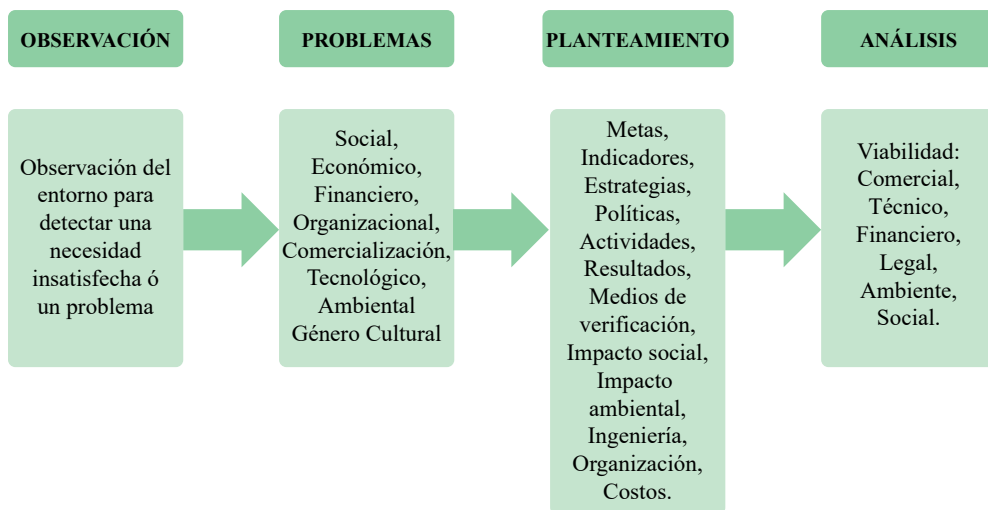 OBSERVACIÓN
PROBLEMAS
PLANTEAMIENTO
ANÁLISIS
Observación del
entorno para
detectar una
necesidad
insatisfecha ó
un problema
Social,
Económico,
Financiero,
Organizacional,
Comercialización,
Tecnológico,
Ambiental
Género Cultural
Metas,
Indicadores,
Estrategias,
Políticas,
Actividades,
Resultados,
Medios de
verificación,
Impacto social,
Impacto
ambiental,
Ingeniería,
Organización,
Costos.
Viabilidad:
Comercial,
Técnico,
Financiero,
Legal,
Ambiente,
Social.